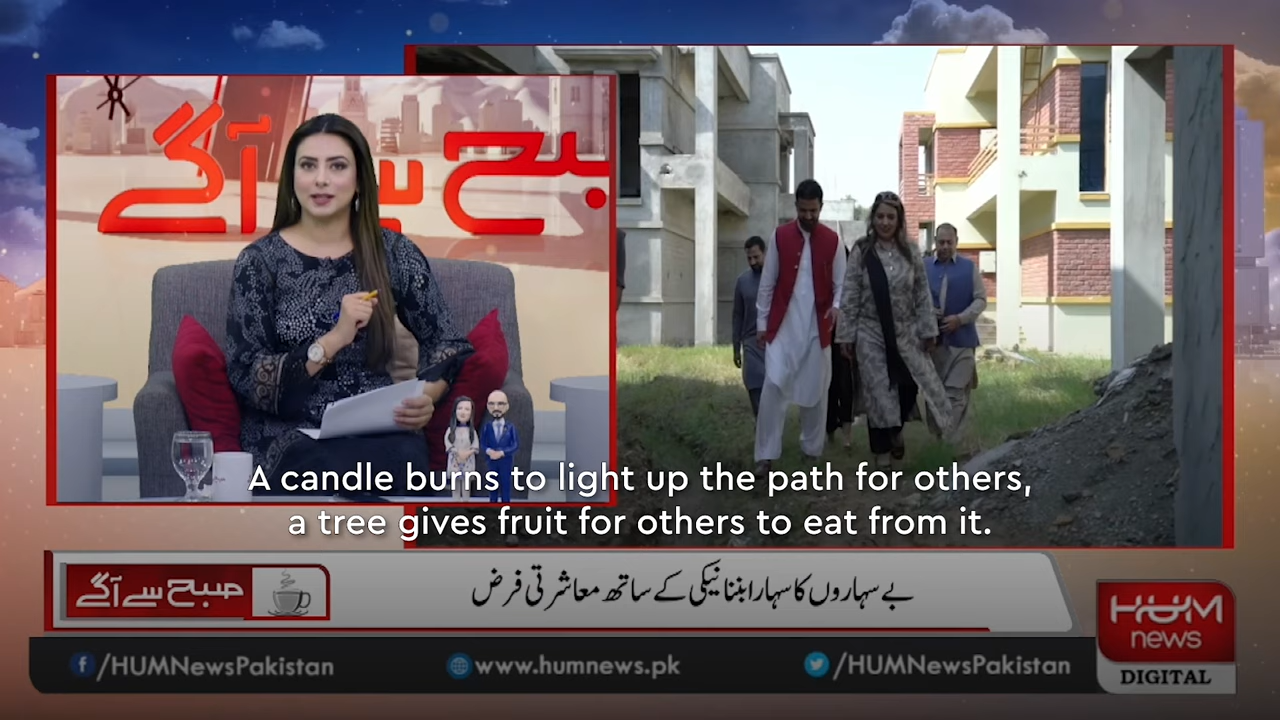 صبح سے آگے
A candle burns to light up the path for others,
a tree gives fruit for others to eat from it.
صبح سے آگے
بے سہاروں کا سہارا بننا نیکی کے ساتھ معاشرتی فرض
HUM
news
DIGITAL
/HUMNewsPakistan
www.humnews.pk
/HUMNewsPakistan